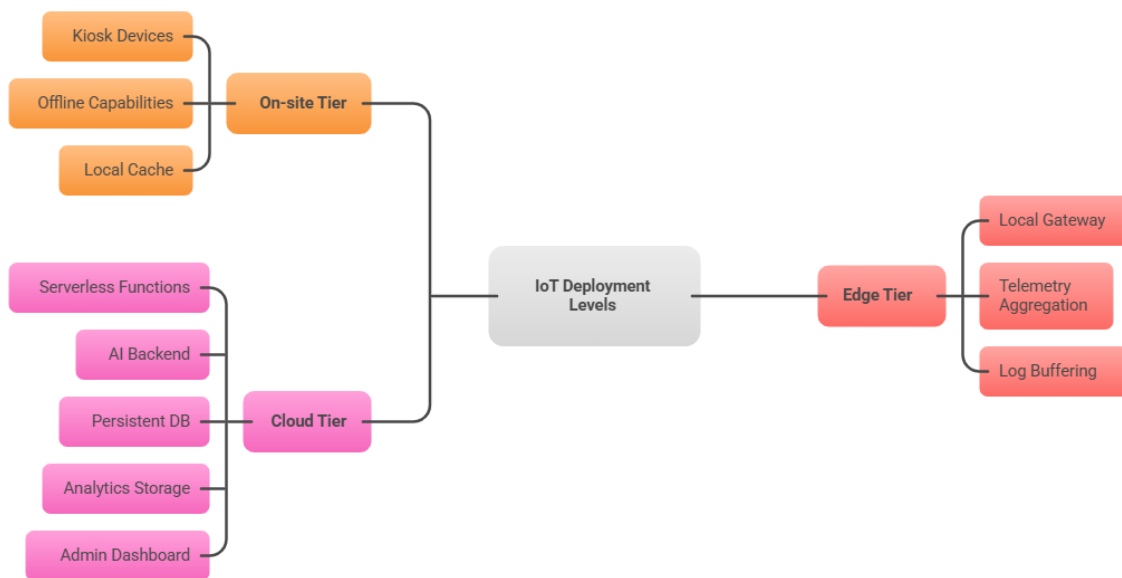 Kiosk Devices
Offline Capabilities
Local Cache
On-site Tier
Serverless Functions
AI Backend
Persistent DB
Analytics Storage
Admin Dashboard
Cloud Tier
IoT Deployment
Levels
Edge Tier
Local Gateway
Telemetry
Aggregation
Log Buffering